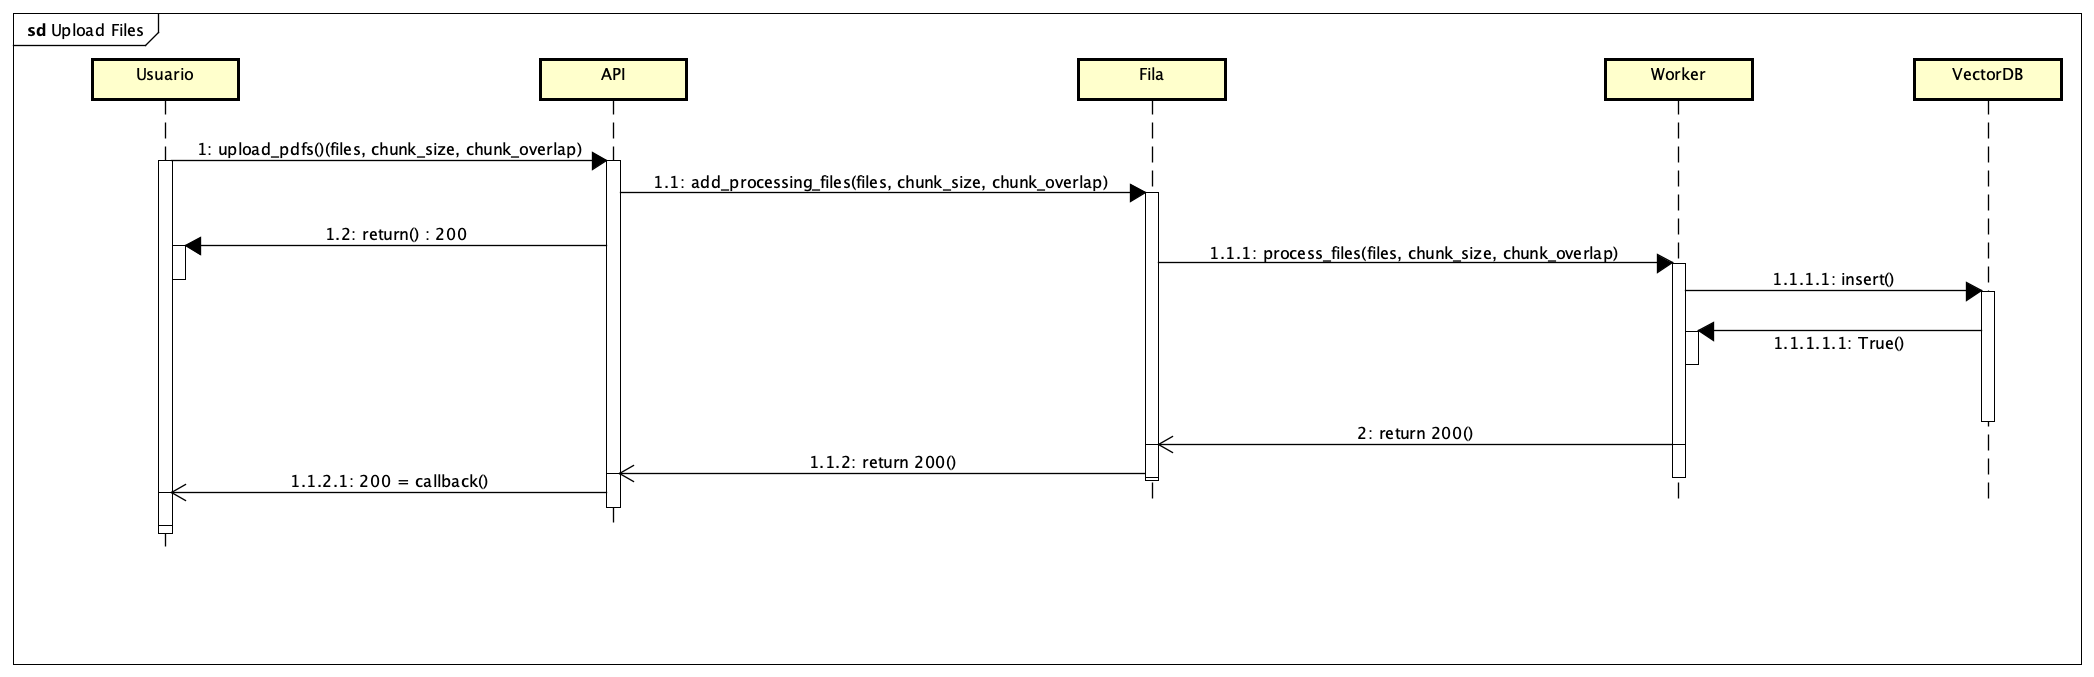 sd Upload Files
Usuario
API
Fila
Worker
VectorDB
1: upload_pdfs()(files, chunk_size, chunk_overlap)
1.1: add_processing_files(files, chunk_size, chunk_overlap)
1.2: return() : 200
1.1.1: process_files(files, chunk_size, chunk_overlap)
1.1.1.1: insert()
1.1.1.1.1: True()
2: return 200()
1.1.2: return 200()
1.1.2.1: 200 = callback()